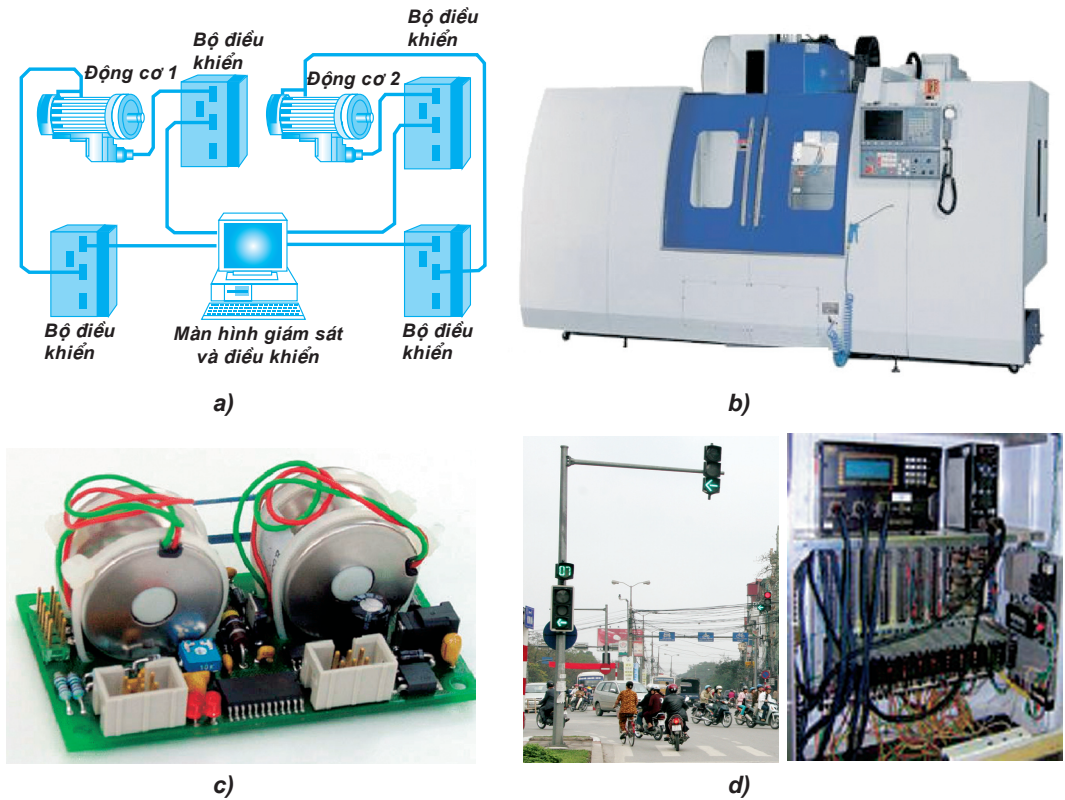 Bộ điều
khiển
Động cơ 1
Bộ điều
khiển
Động cơ 2
Bộ điều
khiển
Màn hình giám sát
và điều khiển
Bộ điều
khiển
a)
b)
c)
07
d)